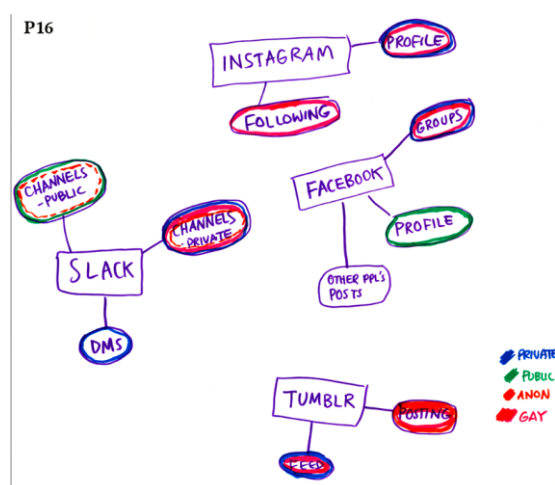 P16
INSTAGRAM
PROFILE
FOLLOWING
GROUPS
FACEBOOK
PROFILE
OTHER PPL'S
POSTS
CHANNELS
-PUBLIC
CHANNELS
-PRIVATE
SLACK
DMS
TUMBLR
POSTING
FEED
PRIVATE
PUBLIC
ANON
GAY